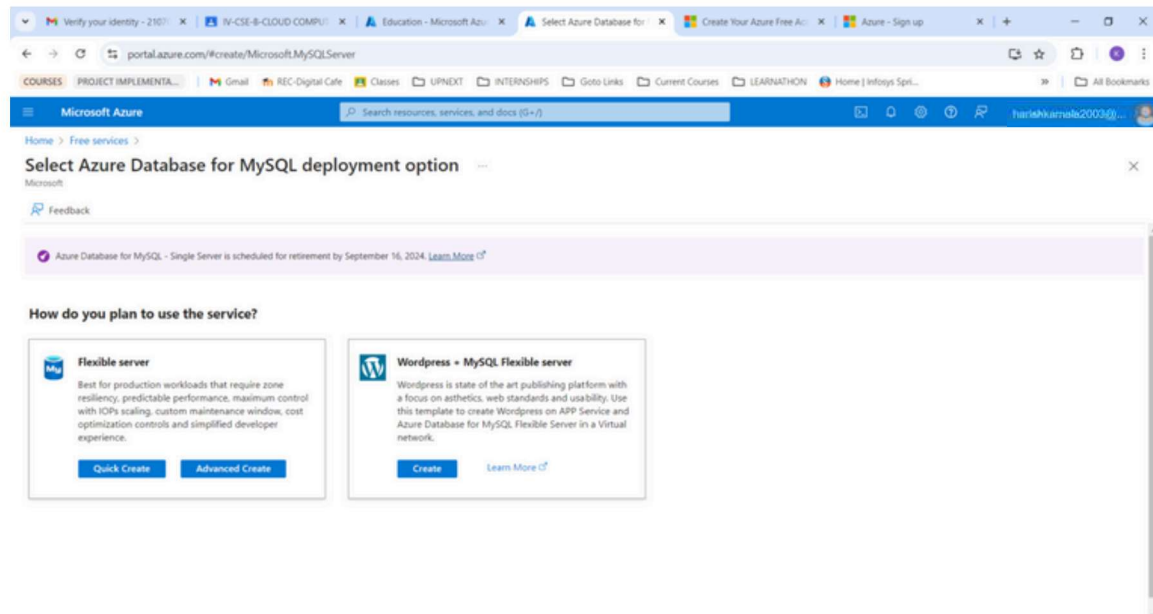 Verify your identity - 2107
IV-CSE-B-CLOUD COMPUT
Education - Microsoft Azu
Select Azure Database for
Create Your Azure Free Ac
Azure - Sign up
portal.azure.com/#create/Microsoft.MySQLServer
COURSES
PROJECT IMPLEMENTA...
Gmail
REC-Digital Cafe
Classes
UPNEXT
INTERNSHIPS
Goto Links
Current Courses
LEARNATHON
Home | Infosys Spri...
All Bookmarks
Microsoft Azure
Search resources, services, and docs (G+/)
harishkamala2003@...
Home > Free services >
Select Azure Database for MySQL deployment option ...
Microsoft
Feedback
Azure Database for MySQL - Single Server is scheduled for retirement by September 16, 2024. Learn More
How do you plan to use the service?
Flexible server
Best for production workloads that require zone
resiliency, predictable performance, maximum control
with IOPs scaling, custom maintenance window, cost
optimization controls and simplified developer
experience.
Quick Create
Advanced Create
Wordpress + MySQL Flexible server
Wordpress is state of the art publishing platform with
a focus on asthetics, web standards and usability. Use
this template to create Wordpress on APP Service and
Azure Database for MySQL Flexible Server in a Virtual
network.
Create
Learn More